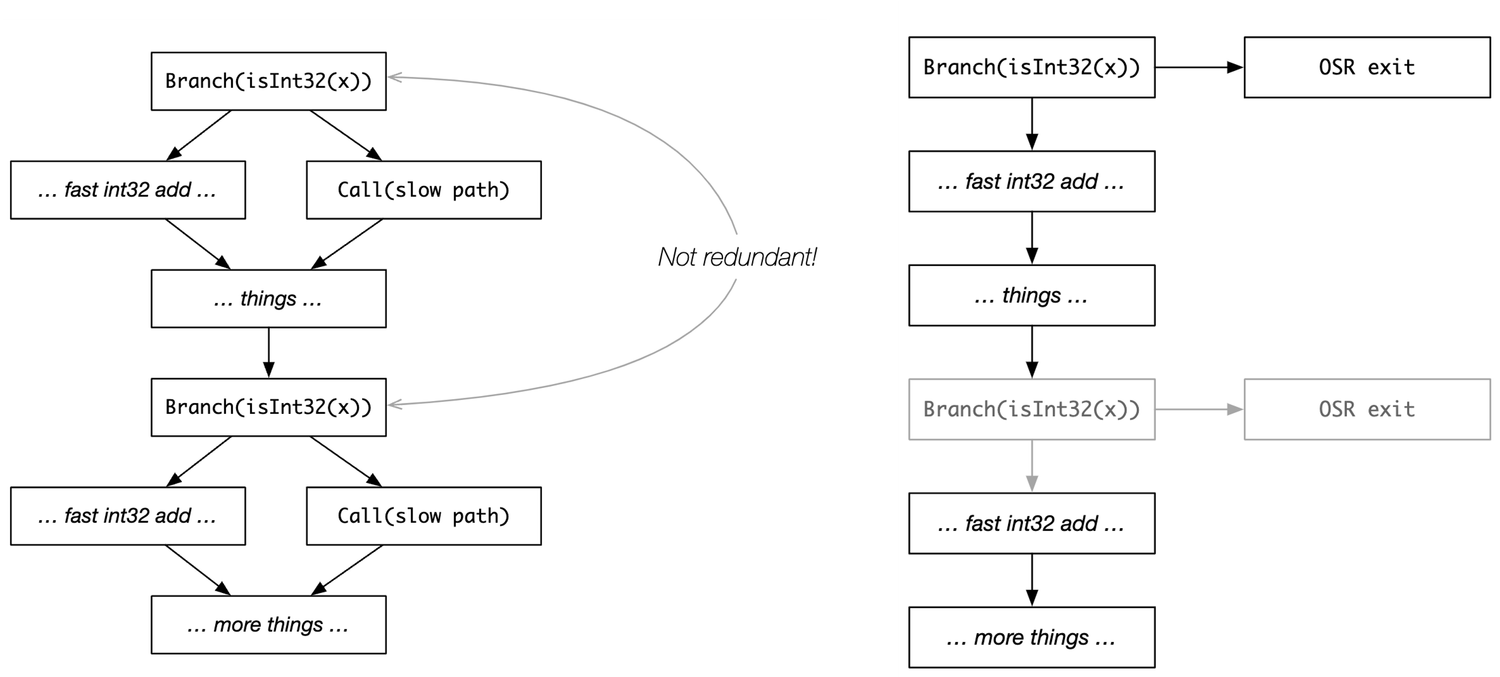 Branch(isInt32(x))
... fast int32 add ...
Call(slow path)
... things ...
Not redundant!
Branch(isInt32(x))
... fast int32 add ...
Call(slow path)
... more things ...
Branch(isInt32(x))
OSR exit
... fast int32 add ...
... things ...
Branch(isInt32(x))
OSR exit
... fast int32 add ...
... more things ...